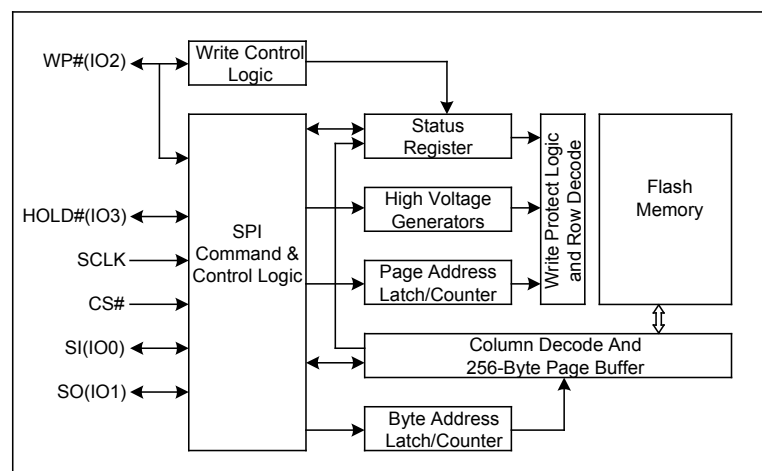 WP#(IO2)
Write Control
Logic
Status
Register
HOLD#(IO3)
SCLK
CS#
SI(IO0)
SO(IO1)
SPI
Command &
Control Logic
High Voltage
Generators
Page Address
Latch/Counter
Write Protect Logic
and Row Decode
Flash
Memory
Column Decode And
256-Byte Page Buffer
Byte Address
Latch/Counter